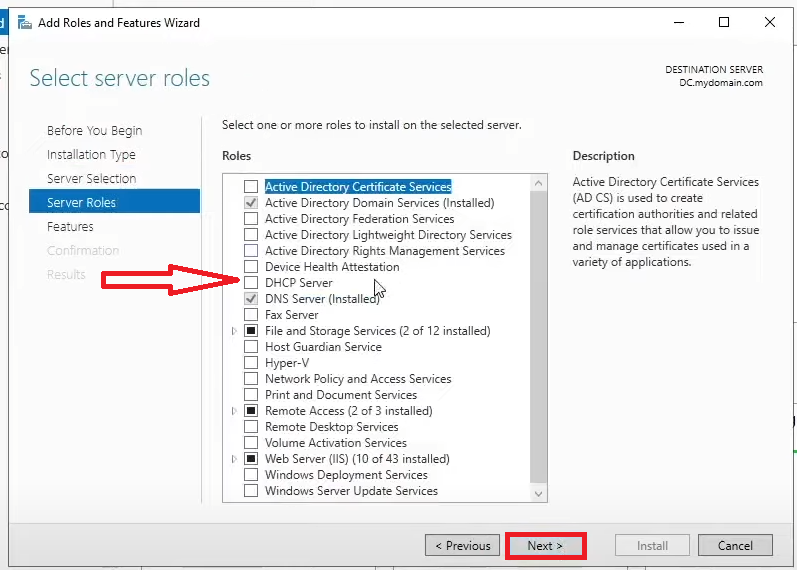 Add Roles and Features Wizard
Select server roles
DESTINATION SERVER
DC.mydomain.com
Before You Begin
Installation Type
Server Selection
Server Roles
Features
Confirmation
Results
Select one or more roles to install on the selected server.
Roles
Active Directory Certificate Services
Active Directory Domain Services (Installed)
Active Directory Federation Services
Active Directory Lightweight Directory Services
Active Directory Rights Management Services
Device Health Attestation
DHCP Server
DNS Server (Installed)
Fax Server
File and Storage Services (2 of 12 installed)
Host Guardian Service
Hyper-V
Network Policy and Access Services
Print and Document Services
Remote Access (2 of 3 installed)
Remote Desktop Services
Volume Activation Services
Web Server (IIS) (10 of 43 installed)
Windows Deployment Services
Windows Server Update Services
Description
Active Directory Certificate Services
(AD CS) is used to create
certification authorities and related
role services that allow you to issue
and manage certificates used in a
variety of applications.
< Previous
Next >
Install
Cancel